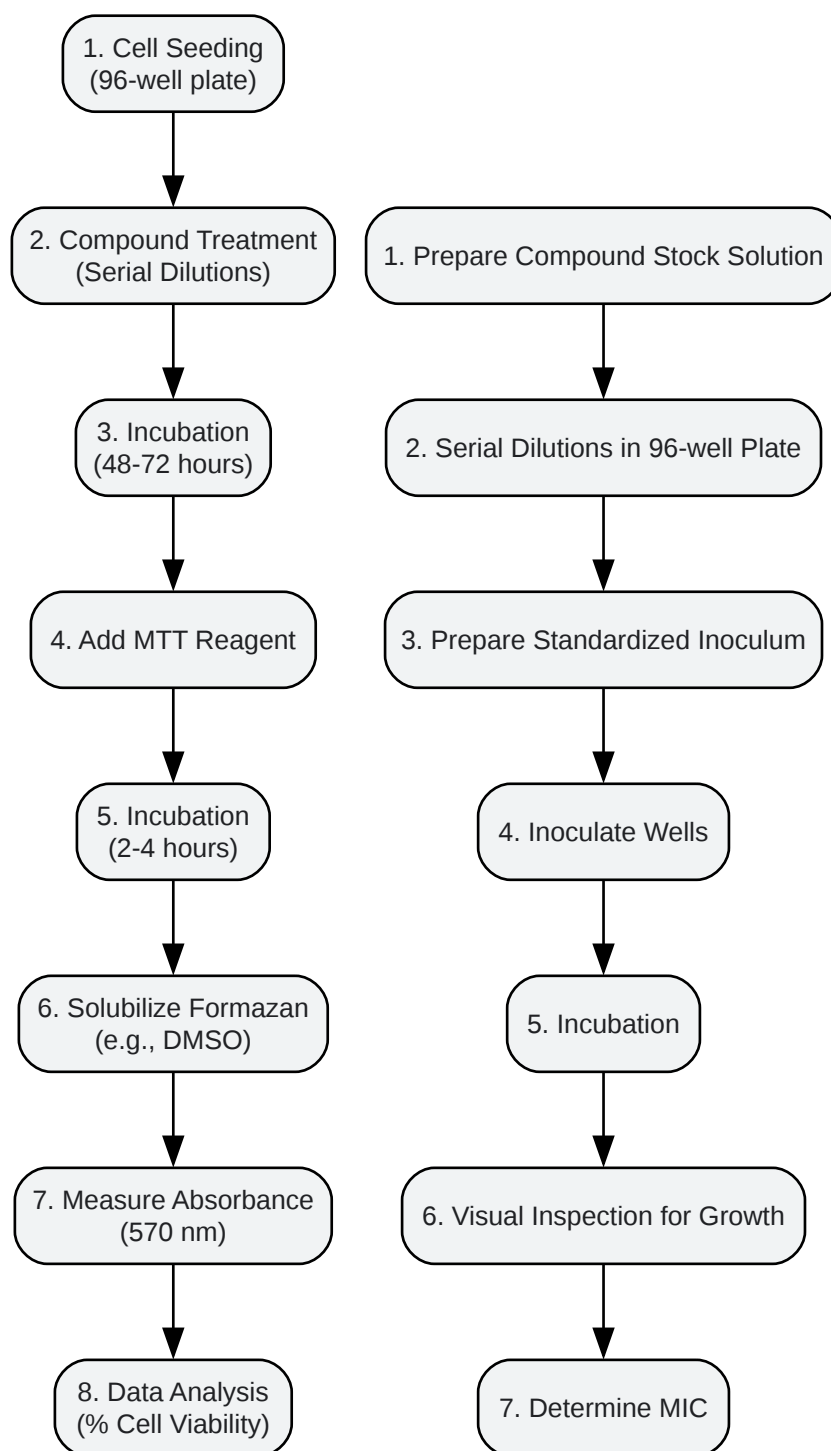 1. Cell Seeding
(96-well plate)
2. Compound Treatment
(Serial Dilutions)
3. Incubation
(48-72 hours)
4. Add MTT Reagent
5. Incubation
(2-4 hours)
6. Solubilize Formazan
(e.g., DMSO)
7. Measure Absorbance
(570 nm)
8. Data Analysis
(% Cell Viability)
1. Prepare Compound Stock Solution
2. Serial Dilutions in 96-well Plate
3. Prepare Standardized Inoculum
4. Inoculate Wells
5. Incubation
6. Visual Inspection for Growth
7. Determine MIC